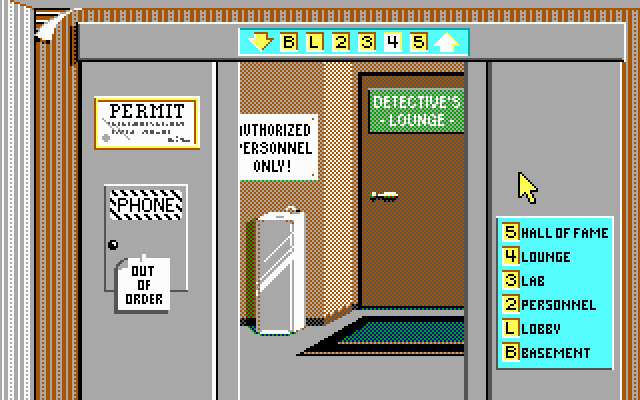 B L 2 3 4 5
PERMIT
PHONE
OUT
OF
ORDER
UTHORIZED
PERSONNEL
ONLY!
DETECTIVE'S
- LOUNGE -
5 HALL OF FAME
4 LOUNGE
3 LAB
2 PERSONNEL
L LOBBY
B BASEMENT